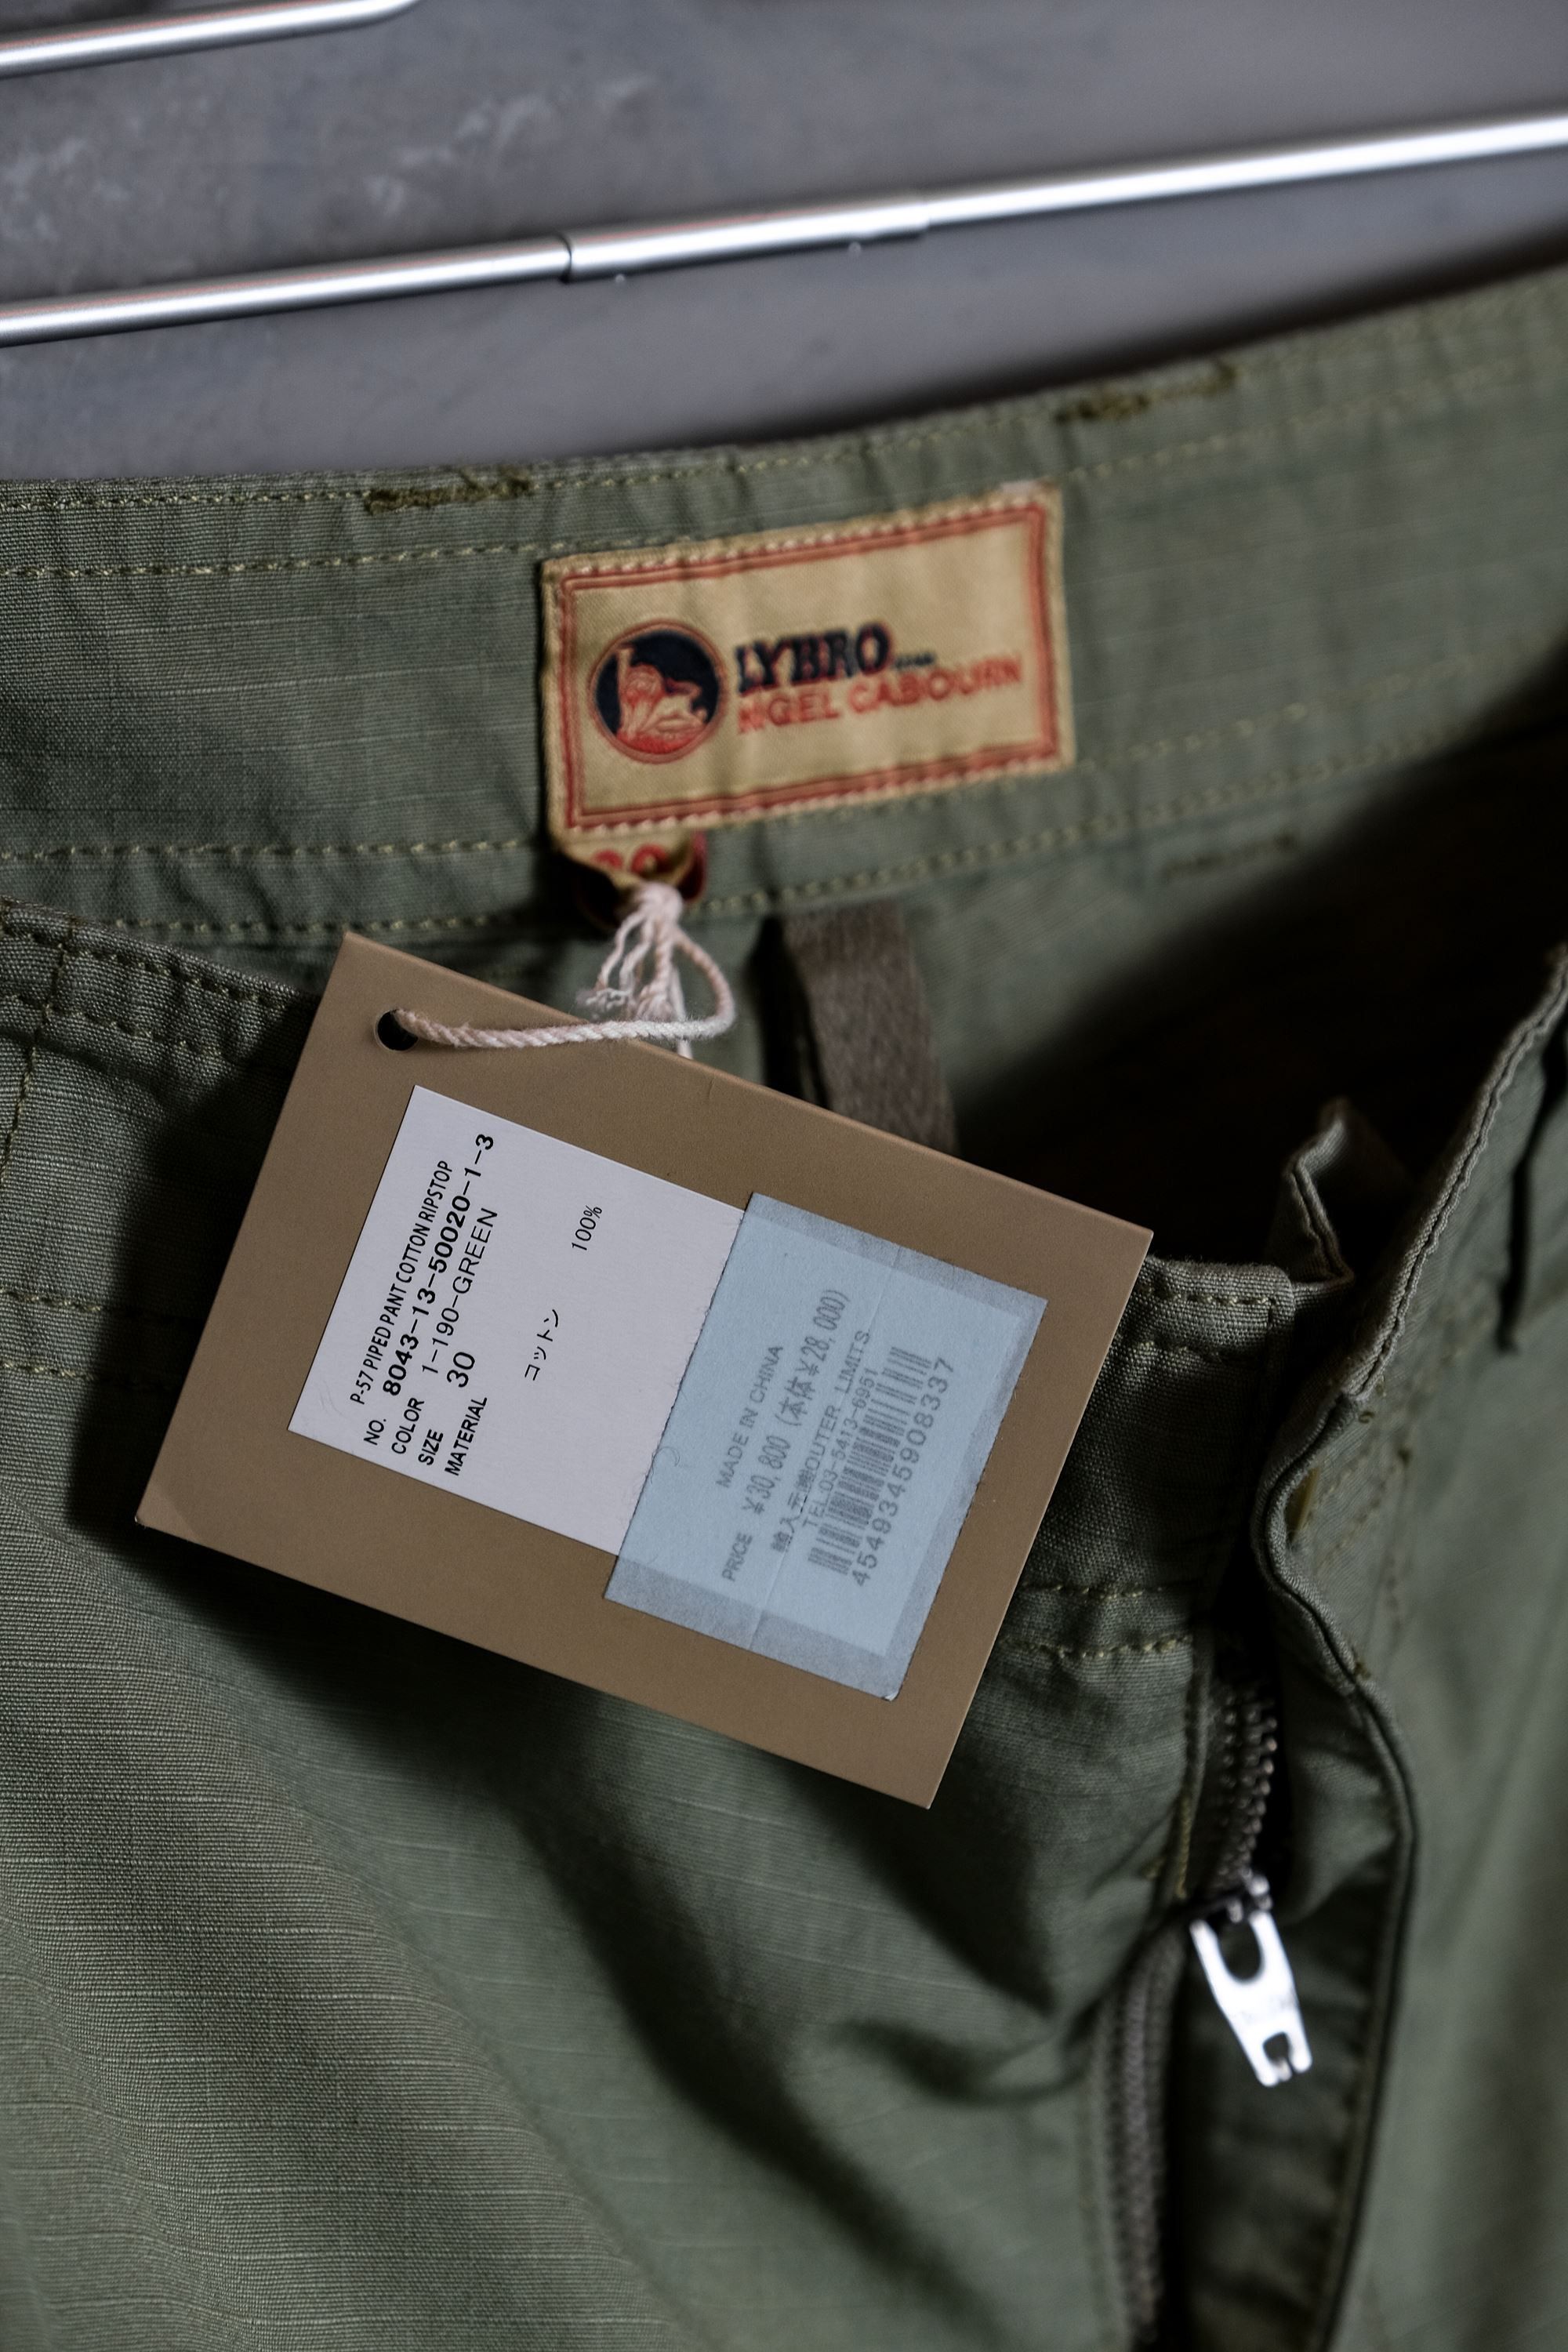 LYBRO
NIGEL CABOURN
30
P-57 PIPED PANT COTTON RIPSTOP
NO. 8043-13-50020-1-3
COLOR 1-190-GREEN
SIZE 30
MATERIAL
コットン 100%
MADE IN CHINA
PRICE ¥30,800 (本体¥28,000)
輸入元㈱OUTER LIMITS.
TEL 03-5413-6951
4549345908337